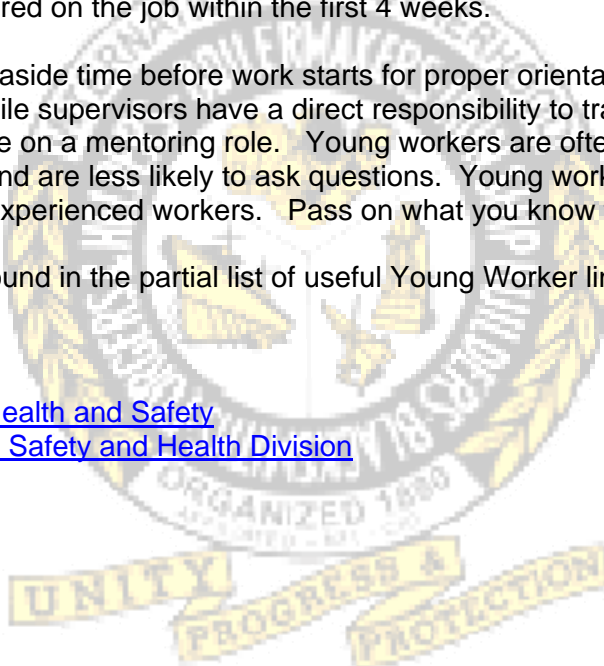 red on the job within the first 4 weeks.
aside time before work starts for proper orienta
ile supervisors have a direct responsibility to tra
e on a mentoring role. Young workers are ofte
nd are less likely to ask questions. Young work
experienced workers. Pass on what you know
ound in the partial list of useful Young Worker lin
ealth and Safety
Safety and Health Division
ORGANIZED 1880
UNITY
PROGRESS &
PROTECTION